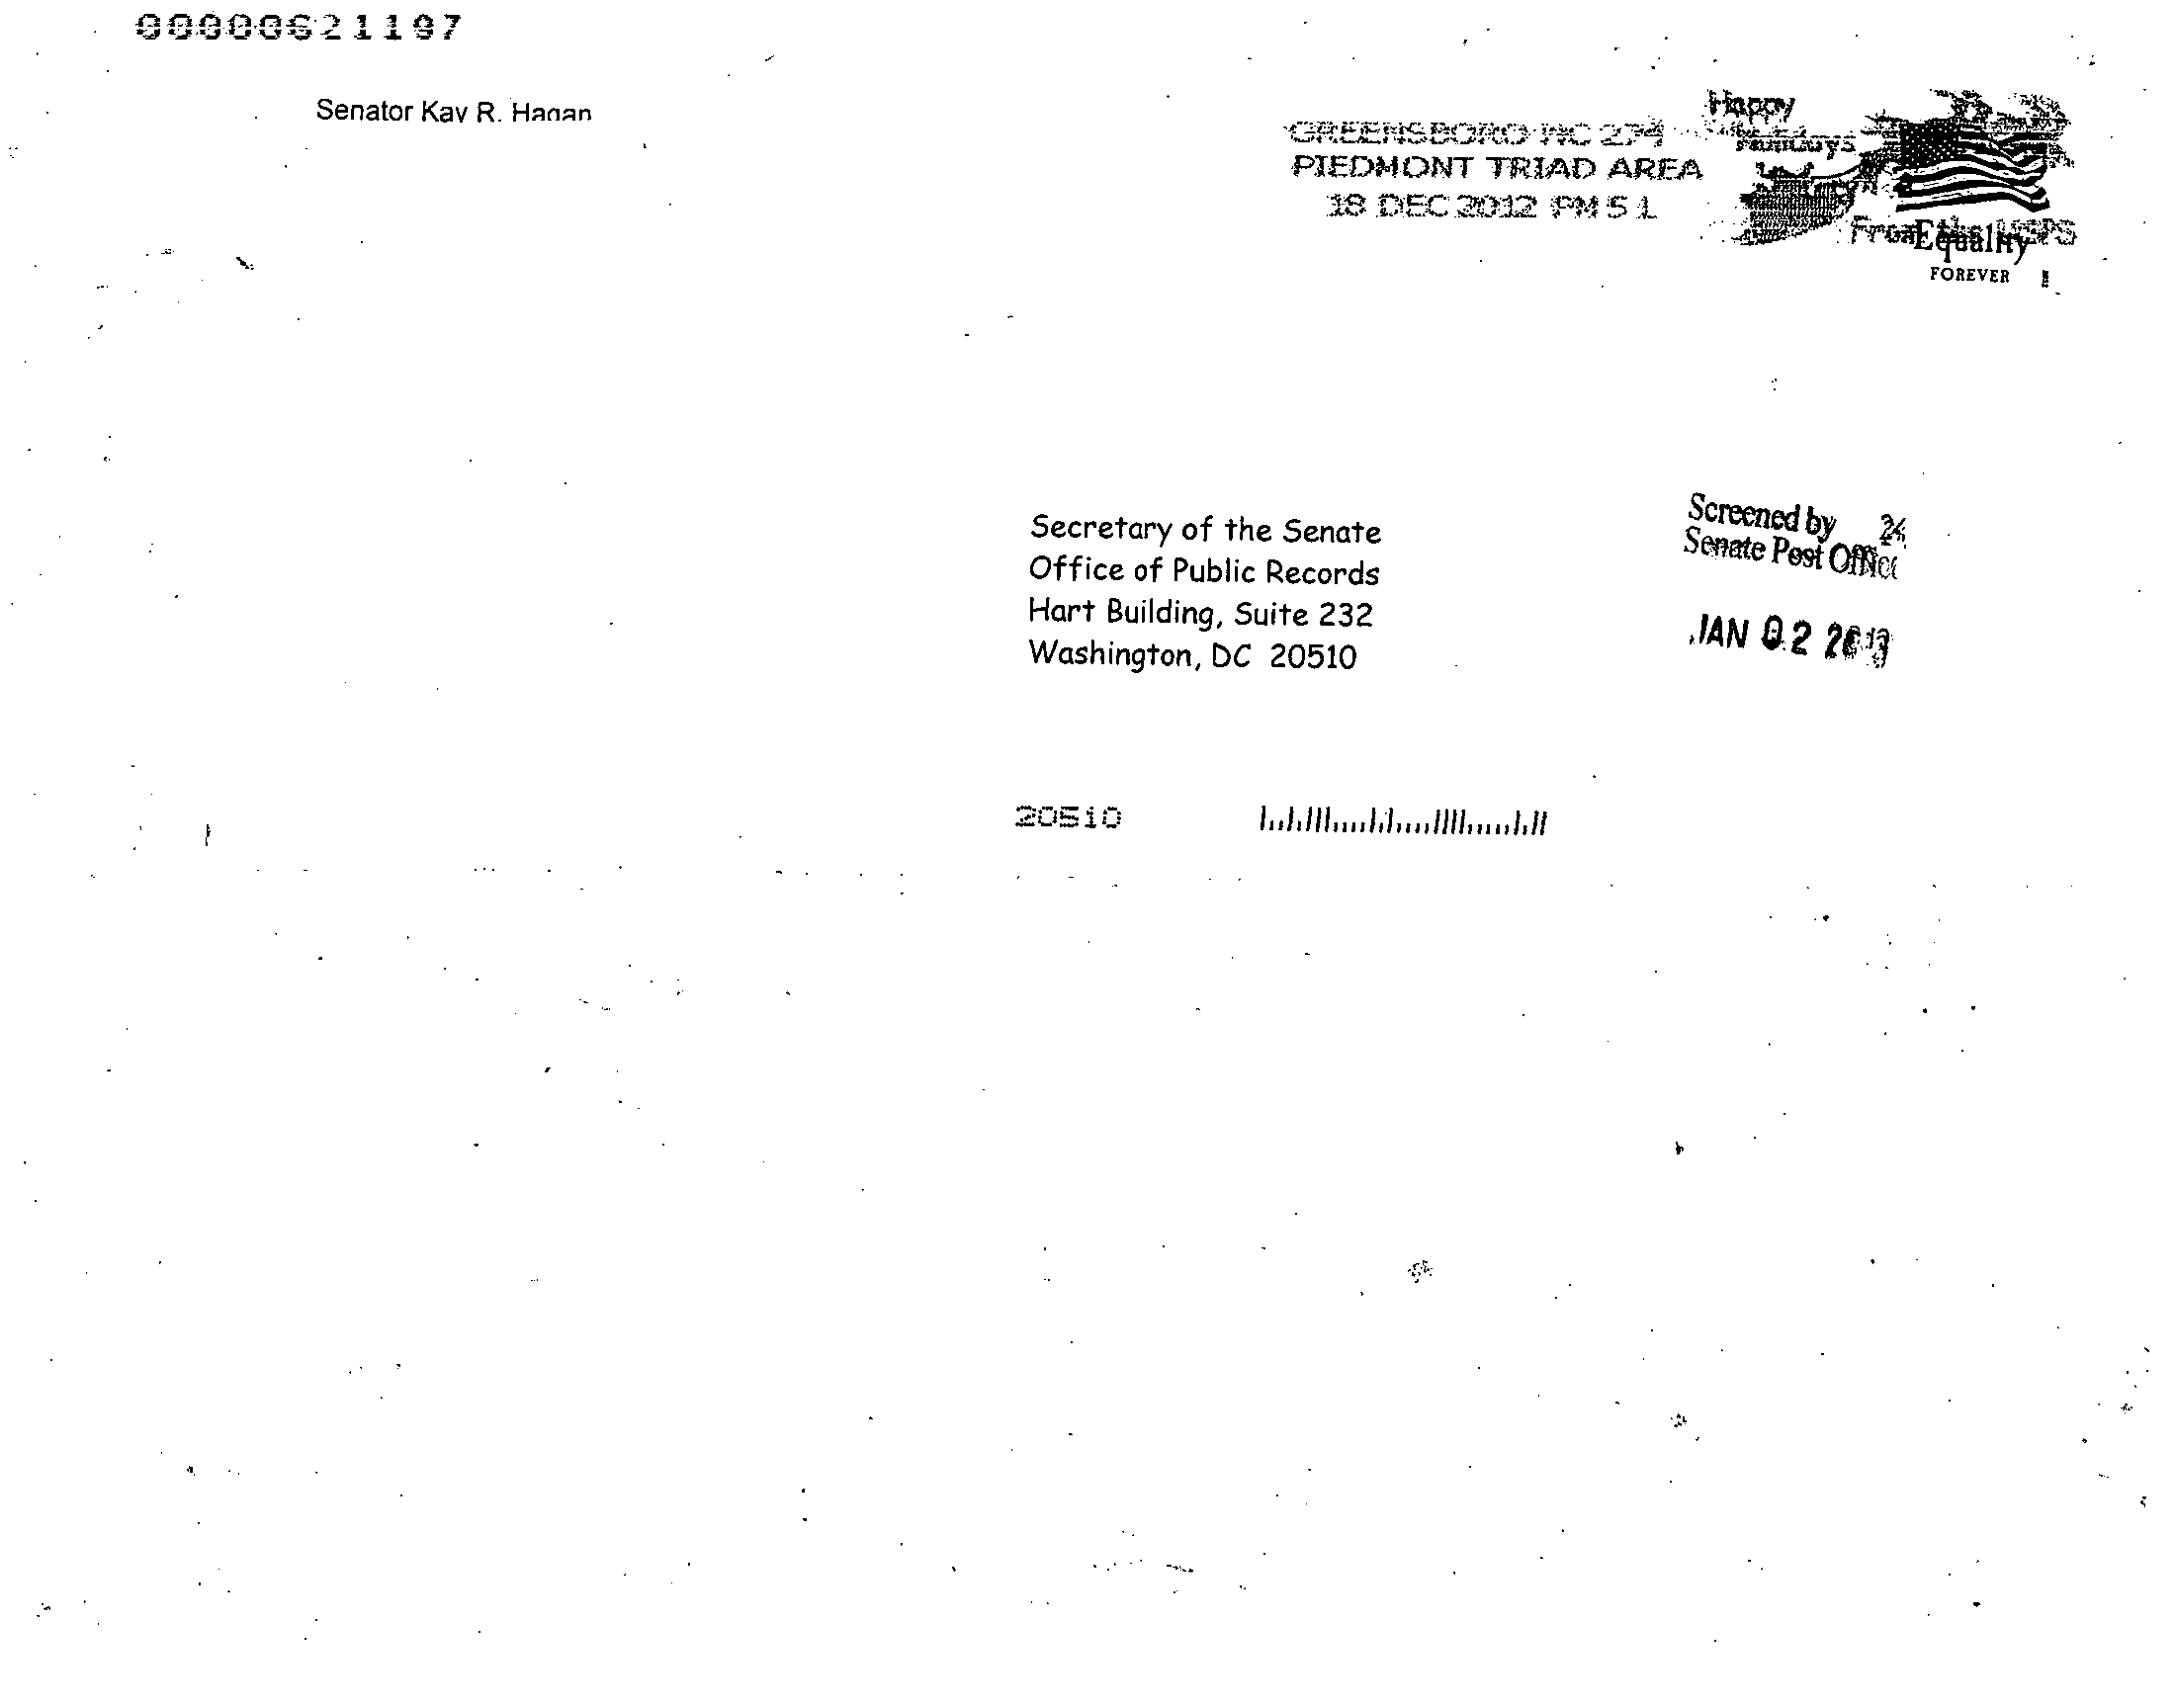 00000621107
Senator Kay R. Hagan
GREENSBORO NC 274
PIEDMONT TRIAD AREA
18 DEC 2012 PM 5 L
Happy
Holidays
From the USPS
Equality
FOREVER
Secretary of the Senate
Office of Public Records
Hart Building, Suite 232
Washington, DC 20510
Screened by 24
Senate Post Office
JAN 02 2013
20510